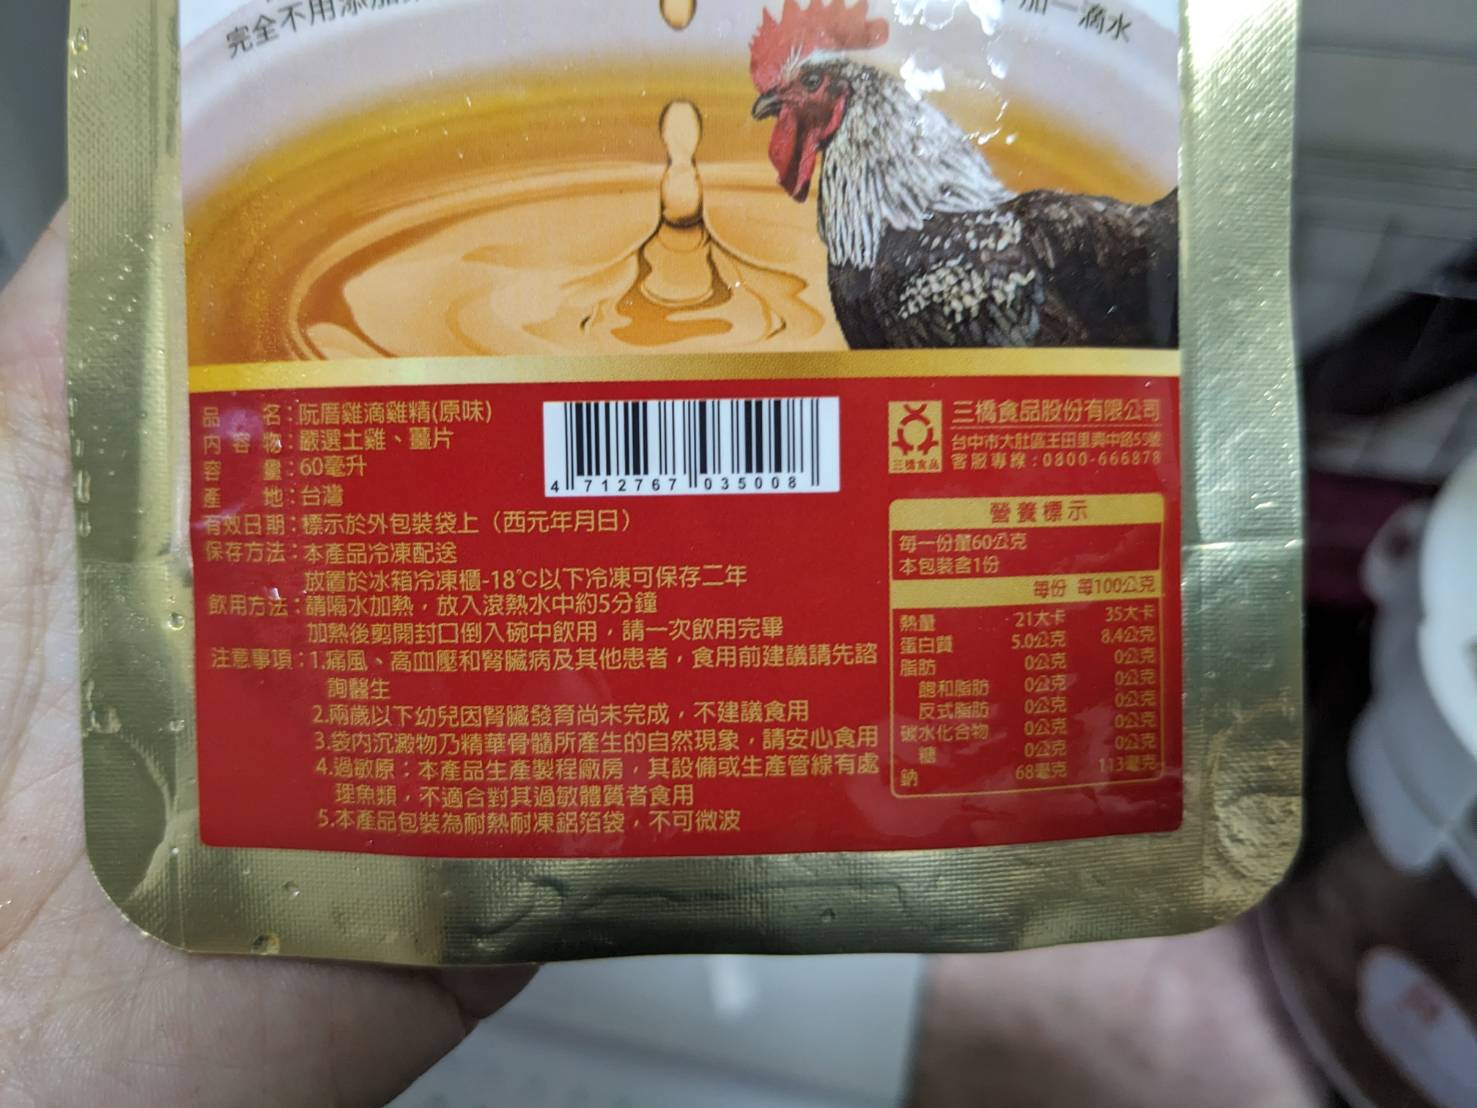 完全不用添加
加一滴水
品　　名：阮厝雞滴雞精(原味)
內 容 物：嚴選土雞、薑片
容　　量：60毫升
產　　地：台灣
有效日期：標示於外包裝袋上（西元年月日）
保存方法：本產品冷凍配送
放置於冰箱冷凍櫃-18℃以下冷凍可保存二年
飲用方法：請隔水加熱，放入滾熱水中約5分鐘
加熱後剪開封口倒入碗中飲用，請一次飲用完畢
注意事項：1.痛風、高血壓和腎臟病及其他患者，食用前建議請先諮
詢醫生
2.兩歲以下幼兒因腎臟發育尚未完成，不建議食用
3.袋內沉澱物乃精華骨髓所產生的自然現象，請安心食用
4.過敏原：本產品生產製程廠房，其設備或生產管線有處
理魚類，不適合對其過敏體質者食用
5.本產品包裝為耐熱耐凍鋁箔袋，不可微波
4 712767 035008
三橋食品
三橋食品股份有限公司
台中市大肚區王田里興中路59號
客服專線：0800-666878
營養標示
每一份量60公克
本包裝含1份
每份 每100公克
熱量 21大卡 35大卡
蛋白質 5.0公克 8.4公克
脂肪 0公克 0公克
飽和脂肪 0公克 0公克
反式脂肪 0公克 0公克
碳水化合物 0公克 0公克
糖 0公克 0公克
鈉 68毫克 113毫克